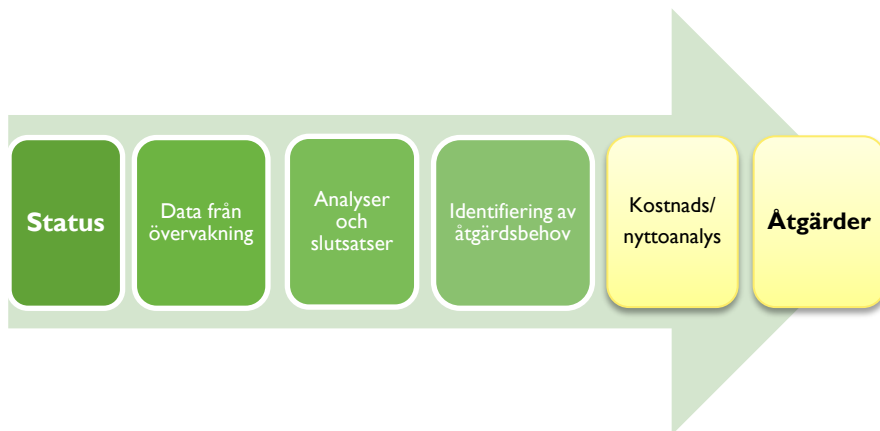 Status
Data från
övervakning
Analyser
och
slutsatser
Identifiering av
åtgärdsbehov
Kostnads/
nyttoanalys
Åtgärder